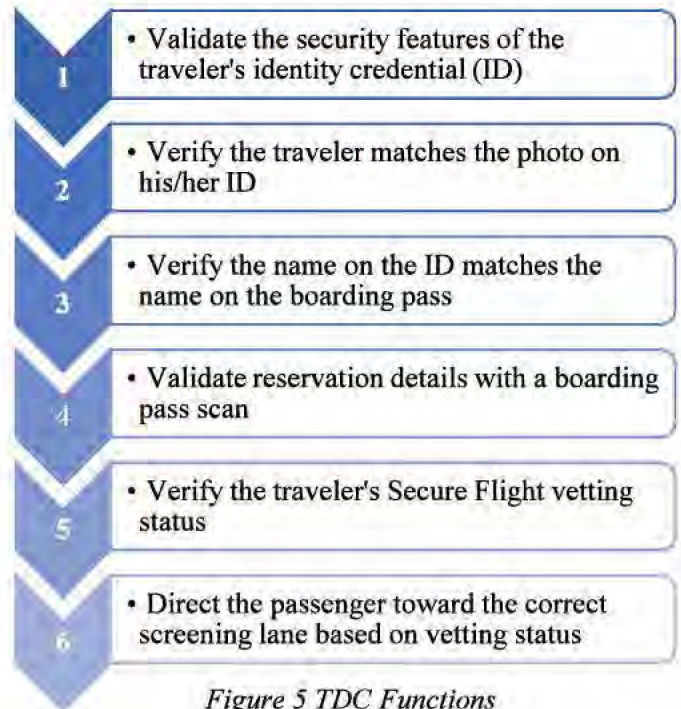 1
• Validate the security features of the
traveler's identity credential (ID)
2
• Verify the traveler matches the photo on
his/her ID
3
• Verify the name on the ID matches the
name on the boarding pass
4
• Validate reservation details with a boarding
pass scan
5
• Verify the traveler's Secure Flight vetting
status
6
• Direct the passenger toward the correct
screening lane based on vetting status
Figure 5 TDC Functions